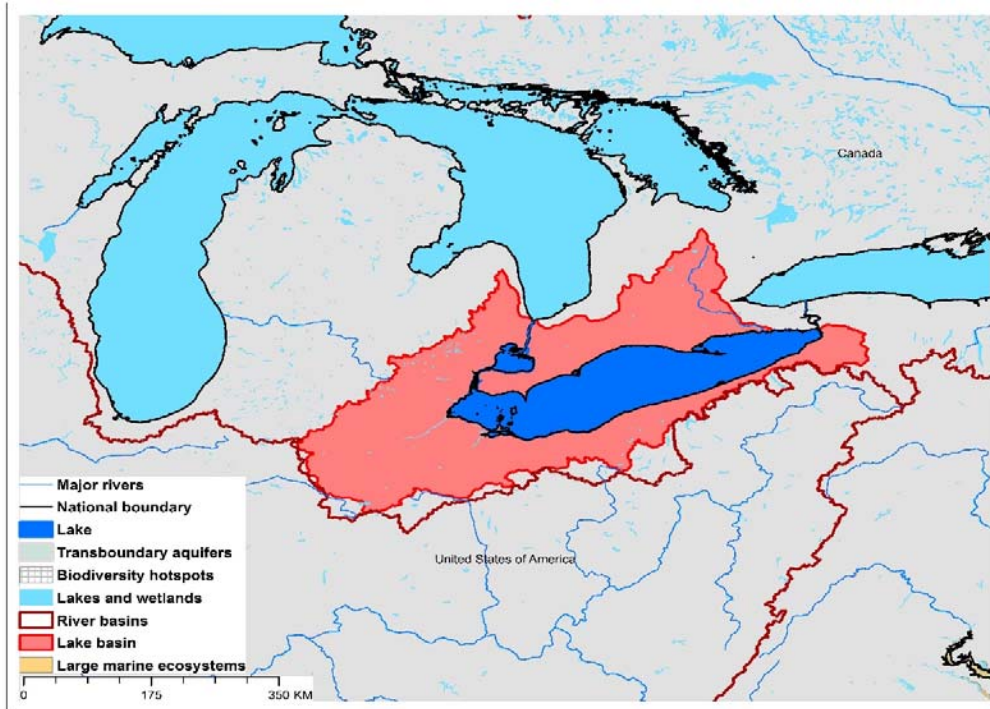 Canada
United States of America
Major rivers
National boundary
Lake
Transboundary aquifers
Biodiversity hotspots
Lakes and wetlands
River basins
Lake basin
Large marine ecosystems
0 175 350 KM